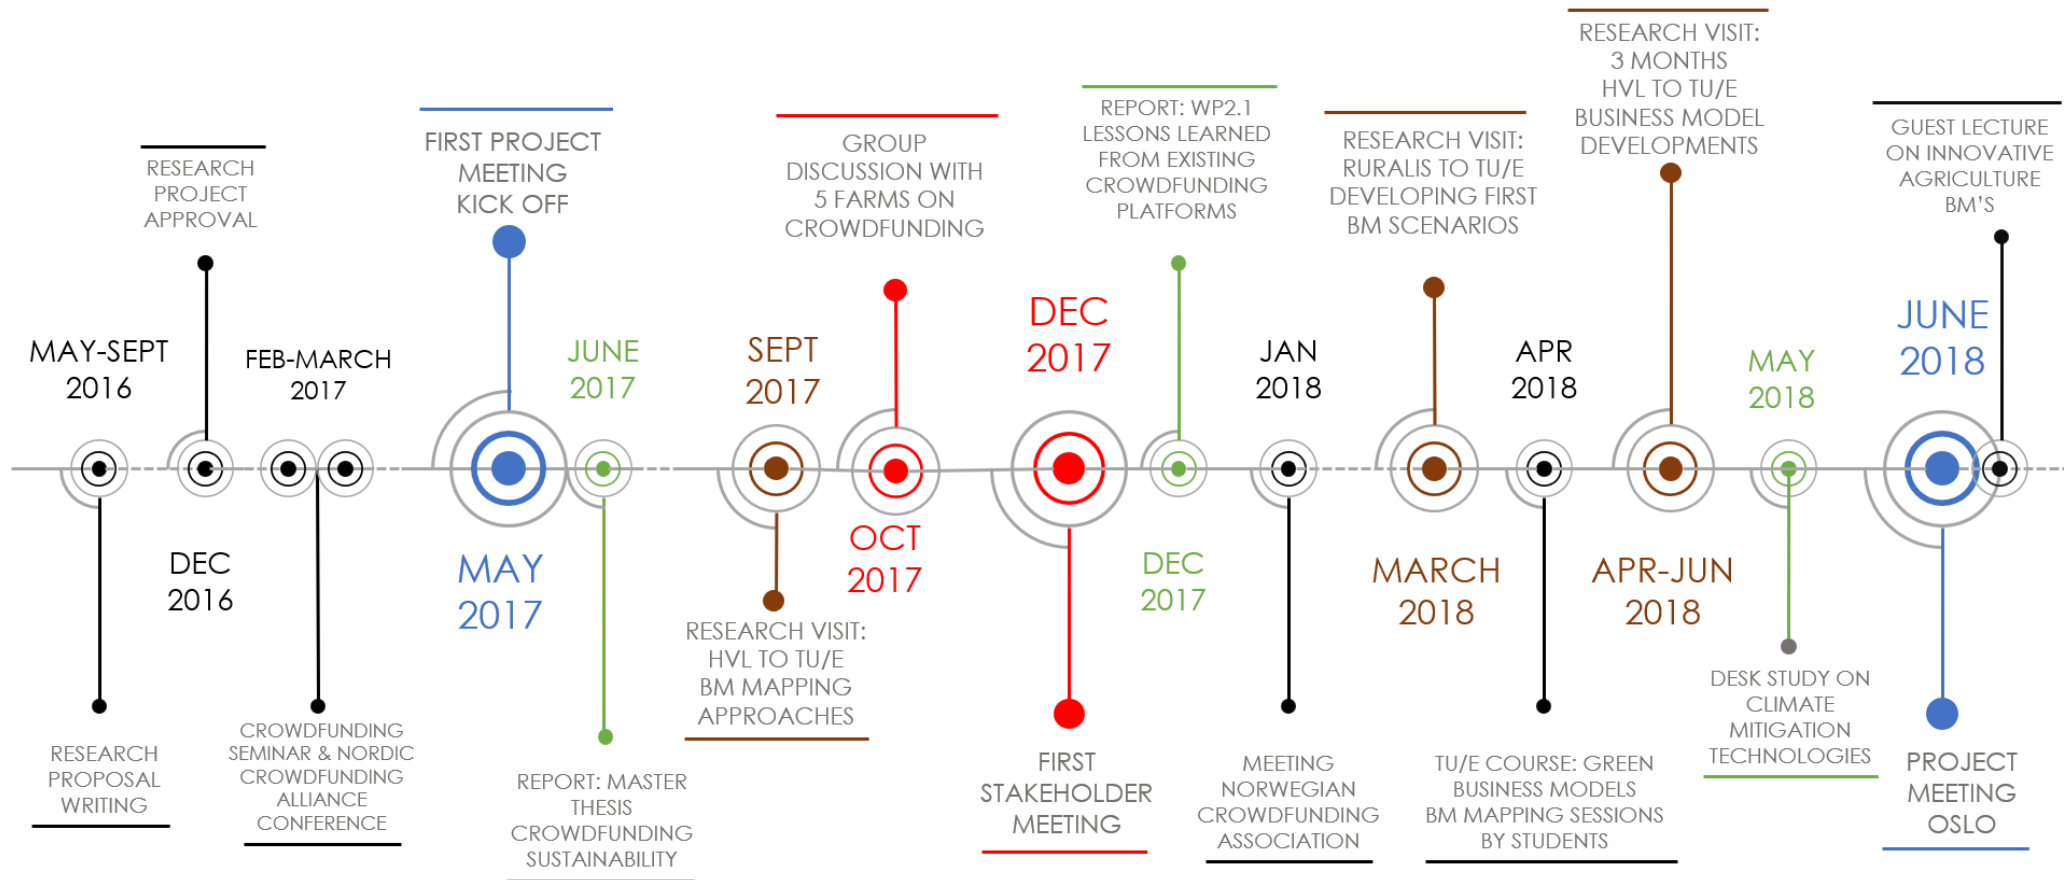 RESEARCH
PROJECT
APPROVAL
FIRST PROJECT
MEETING
KICK OFF
GROUP
DISCUSSION WITH
5 FARMS ON
CROWDFUNDING
REPORT: WP2.1
LESSONS LEARNED
FROM EXISTING
CROWDFUNDING
PLATFORMS
RESEARCH VISIT:
RURALIS TO TU/E
DEVELOPING FIRST
BM SCENARIOS
RESEARCH VISIT:
3 MONTHS
HVL TO TU/E
BUSINESS MODEL
DEVELOPMENTS
GUEST LECTURE
ON INNOVATIVE
AGRICULTURE
BM'S
MAY-SEPT
2016
FEB-MARCH
2017
JUNE
2017
SEPT
2017
DEC
2017
JAN
2018
APR
2018
MAY
2018
JUNE
2018
DEC
2016
MAY
2017
OCT
2017
DEC
2017
MARCH
2018
APR-JUN
2018
RESEARCH
PROPOSAL
WRITING
CROWDFUNDING
SEMINAR & NORDIC
CROWDFUNDING
ALLIANCE
CONFERENCE
REPORT: MASTER
THESIS
CROWDFUNDING
SUSTAINABILITY
RESEARCH VISIT:
HVL TO TU/E
BM MAPPING
APPROACHES
FIRST
STAKEHOLDER
MEETING
MEETING
NORWEGIAN
CROWDFUNDING
ASSOCIATION
TU/E COURSE: GREEN
BUSINESS MODELS
BM MAPPING SESSIONS
BY STUDENTS
DESK STUDY ON
CLIMATE
MITIGATION
TECHNOLOGIES
PROJECT
MEETING
OSLO